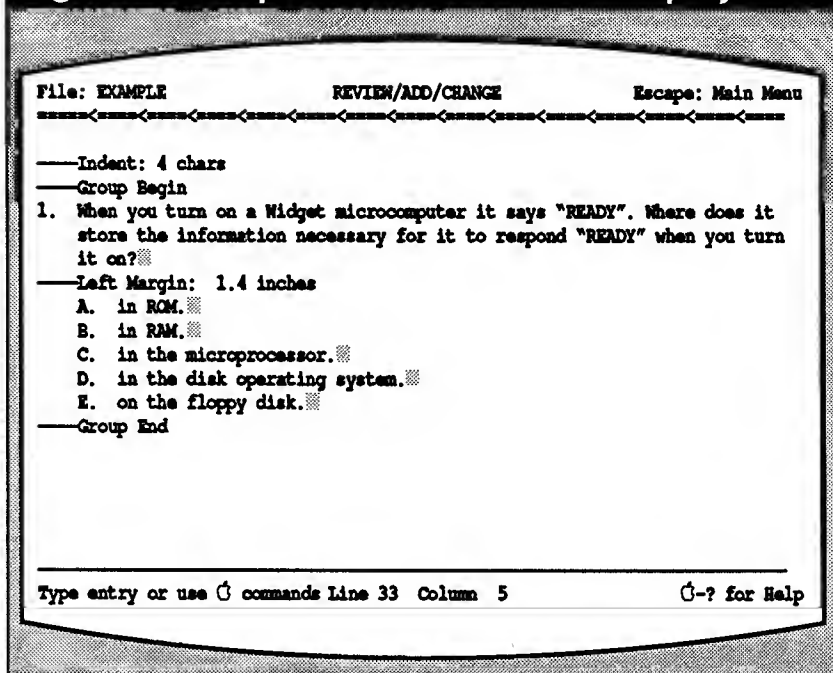 File: EXAMPLE REVIEW/ADD/CHANGE Escape: Main Menu
=====<====<====<====<====<====<====<====<====<====<====<====<====<====<====
——Indent: 4 chars
——Group Begin
1. When you turn on a Widget microcomputer it says "READY". Where does it
store the information necessary for it to respond "READY" when you turn
it on?
——Left Margin: 1.4 inches
A. in ROM.
B. in RAM.
C. in the microprocessor.
D. in the disk operating system.
E. on the floppy disk.
——Group End
Type entry or use commands Line 33 Column 5 -? for Help